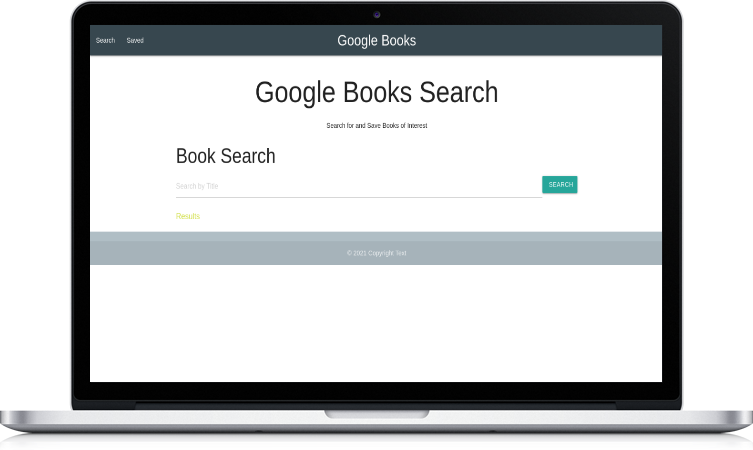 Search Saved Google Books
Google Books Search
Search for and Save Books of Interest
Book Search
Search by Title
SEARCH
Results
© 2021 Copyright Text